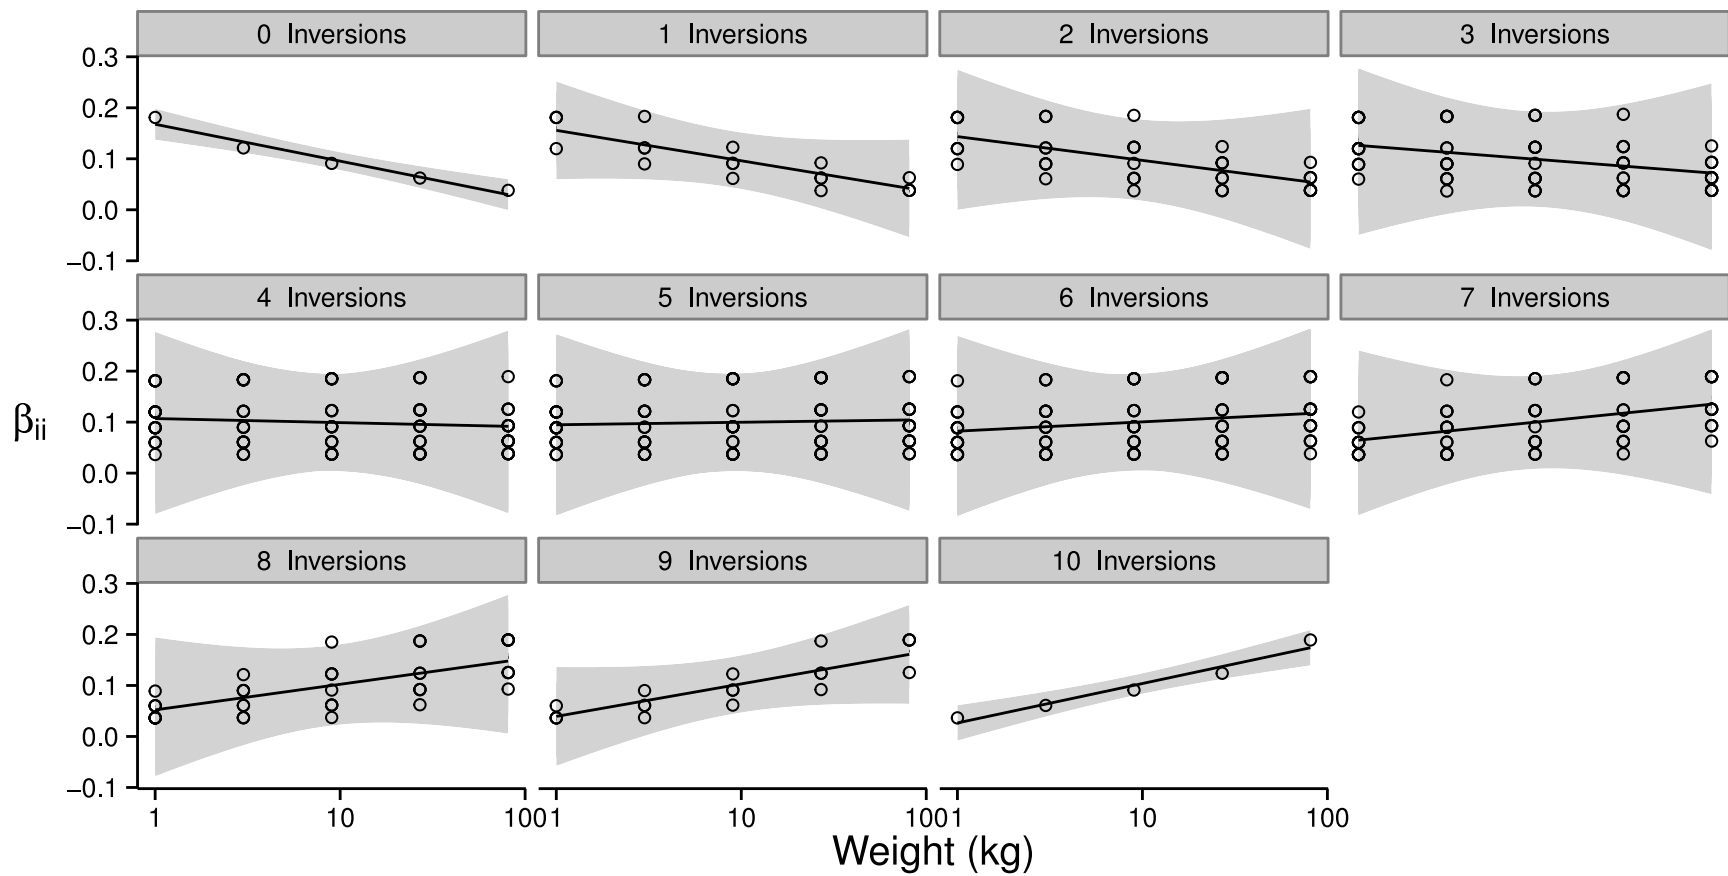 0 Inversions
1 Inversions
2 Inversions
3 Inversions
0.3
0.2
0.1
0.0
−0.1
4 Inversions
5 Inversions
6 Inversions
7 Inversions
0.3
0.2
0.1
0.0
−0.1
βii
8 Inversions
9 Inversions
10 Inversions
0.3
0.2
0.1
0.0
−0.1
1 10 100
1 10 100
1 10 100
Weight (kg)